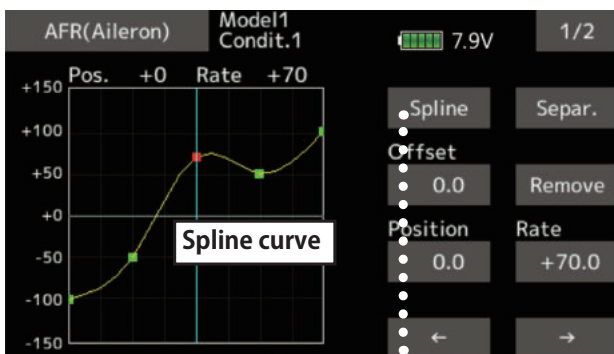 AFR(Aileron)
Model1
Condit.1
7.9V
1/2
Pos. +0 Rate +70
+150
+100
+50
+0
-50
-100
-150
Spline curve
Spline
Separ.
Offset
0.0
Remove
Position
Rate
0.0
+70.0
←
→